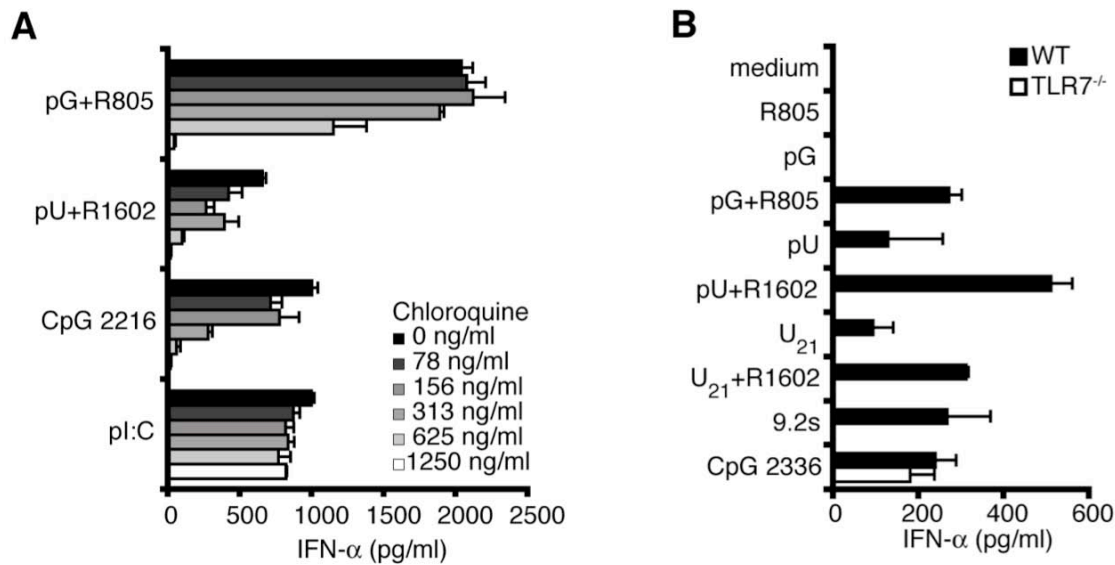 A
pG+R805
pU+R1602
CpG 2216
pI:C
Chloroquine
0 ng/ml
78 ng/ml
156 ng/ml
313 ng/ml
625 ng/ml
1250 ng/ml
0 500 1000 1500 2000 2500
IFN-α (pg/ml)
B
WT
TLR7-/-
medium
R805
pG
pG+R805
pU
pU+R1602
U21
U21+R1602
9.2s
CpG 2336
0 200 400 600
IFN-α (pg/ml)